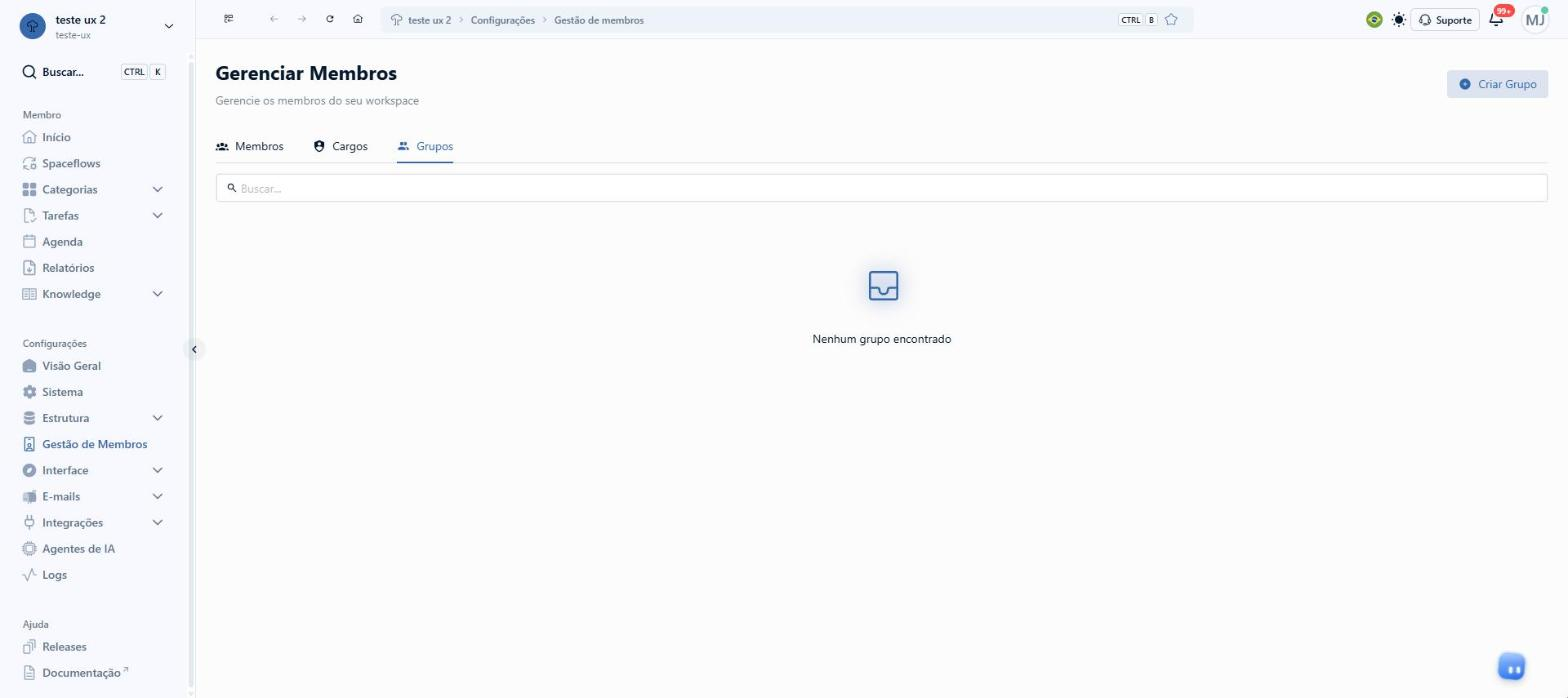 teste ux 2
teste-ux
Buscar... CTRL K
Membro
Início
Spaceflows
Categorias
Tarefas
Agenda
Relatórios
Knowledge
Configurações
Visão Geral
Sistema
Estrutura
Gestão de Membros
Interface
E-mails
Integrações
Agentes de IA
Logs
Ajuda
Releases
Documentação
teste ux 2 > Configurações > Gestão de membros CTRL B
Suporte 99+ MJ
Gerenciar Membros
Gerencie os membros do seu workspace
Criar Grupo
Membros Cargos Grupos
Buscar...
Nenhum grupo encontrado